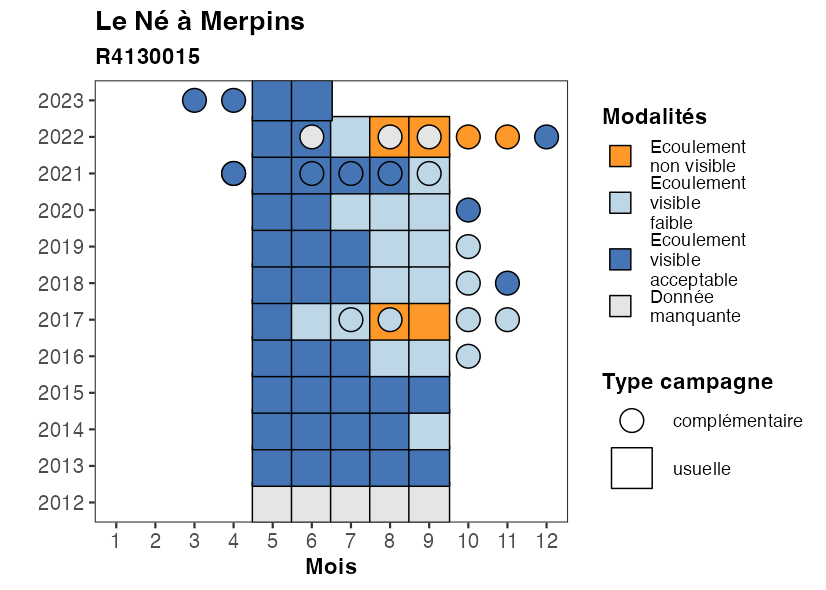 Le Né à Merpins
R4130015
2023
2022
2021
2020
2019
2018
2017
2016
2015
2014
2013
2012
1 2 3 4 5 6 7 8 9 10 11 12
Mois
Modalités
Ecoulement
non visible
Ecoulement
visible
faible
Ecoulement
visible
acceptable
Donnée
manquante
Type campagne
complémentaire
usuelle